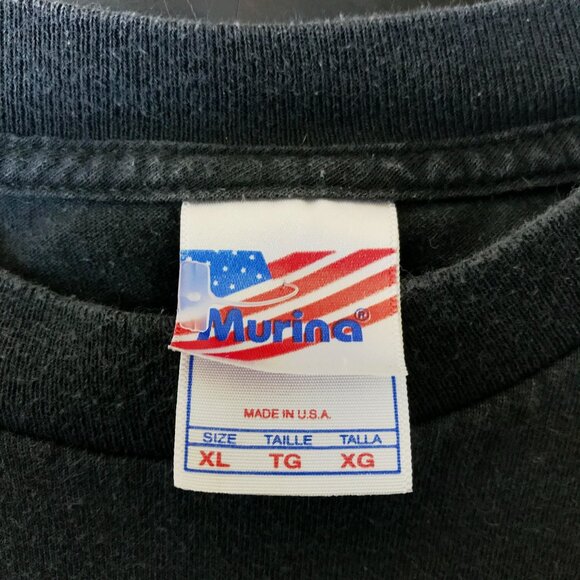 Murina®
MADE IN U.S.A.
SIZE TAILLE TALLA
XL TG XG